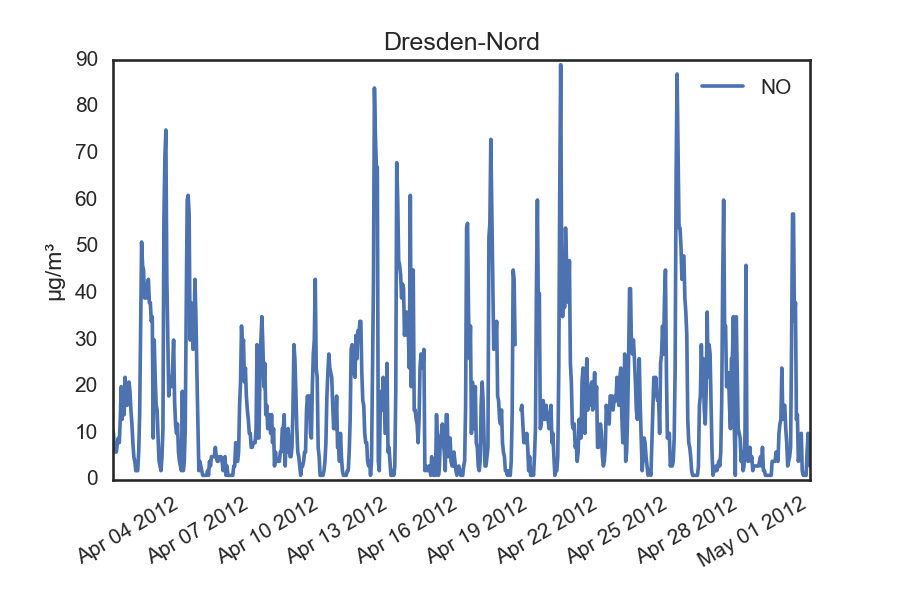 Dresden-Nord
NO
µg/m³
90
80
70
60
50
40
30
20
10
0
Apr 04 2012
Apr 07 2012
Apr 10 2012
Apr 13 2012
Apr 16 2012
Apr 19 2012
Apr 22 2012
Apr 25 2012
Apr 28 2012
May 01 2012